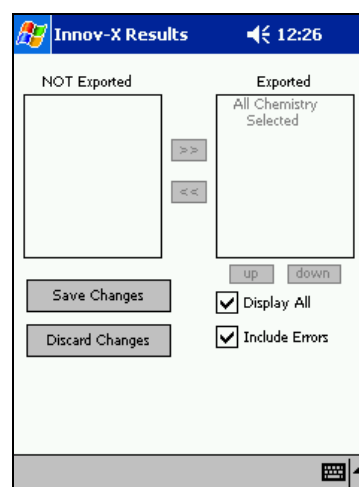 Innov-X Results 12:26
NOT Exported Exported
All Chemistry
Selected
>>
<<
up down
Save Changes
Display All
Discard Changes
Include Errors